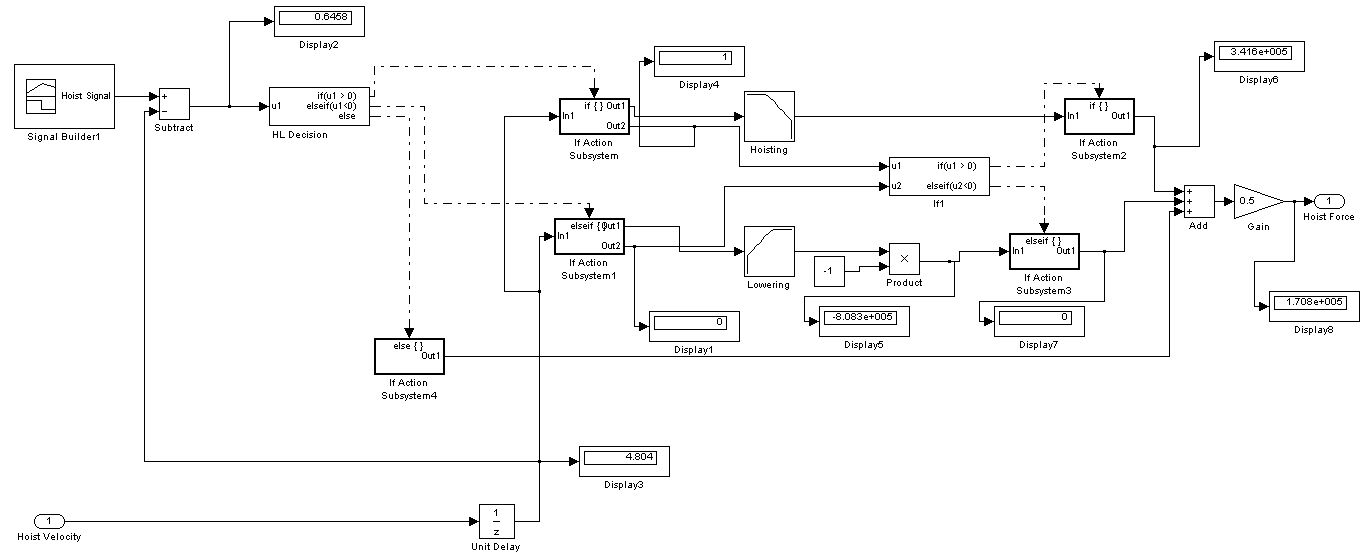 0.6458
Display2
Hoist Signal
Signal Builder1
+
−
Subtract
u1
if(u1 > 0)
elseif(u1<0)
else
HL Decision
1
Display4
if { }
Out1
In1
Out2
If Action
Subsystem
Hoisting
3.416e+005
Display6
if { }
In1
Out1
If Action
Subsystem2
u1
if(u1 > 0)
u2
elseif(u2<0)
If1
elseif { }
Out1
In1
Out2
If Action
Subsystem1
Lowering
-1
×
Product
elseif { }
In1
Out1
If Action
Subsystem3
+
+
+
Add
0.5
Gain
1
Hoist Force
0
Display1
-8.083e+005
Display5
0
Display7
1.708e+005
Display8
else { }
Out1
If Action
Subsystem4
4.804
Display3
1
Hoist Velocity
1
z
Unit Delay